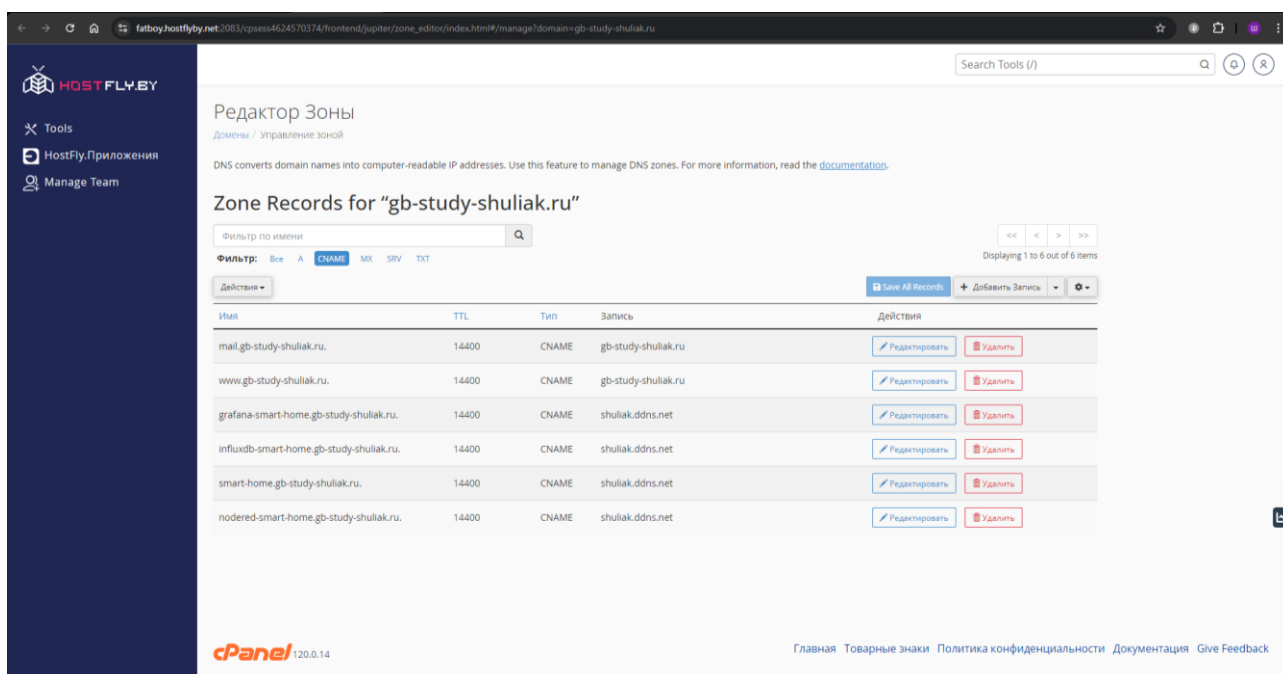 fatboy.hostflyby.net:2083/cpsess4624570374/frontend/jupiter/zone_editor/index.html#/manage?domain=gb-study-shuliak.ru
HOSTFLY.BY
Search Tools (/)
Tools
HostFly.Приложения
Manage Team
Редактор Зоны
Домены / Управление зоной
DNS converts domain names into computer-readable IP addresses. Use this feature to manage DNS zones. For more information, read the documentation.
Zone Records for “gb-study-shuliak.ru”
Фильтр по имени
<< < > >>
Фильтр: Все A CNAME MX SRV TXT
Displaying 1 to 6 out of 6 items
Действия Save All Records + Добавить Запись
Имя TTL Тип Запись Действия
mail.gb-study-shuliak.ru. 14400 CNAME gb-study-shuliak.ru Редактировать Удалить
www.gb-study-shuliak.ru. 14400 CNAME gb-study-shuliak.ru Редактировать Удалить
grafana-smart-home.gb-study-shuliak.ru. 14400 CNAME shuliak.ddns.net Редактировать Удалить
influxdb-smart-home.gb-study-shuliak.ru. 14400 CNAME shuliak.ddns.net Редактировать Удалить
smart-home.gb-study-shuliak.ru. 14400 CNAME shuliak.ddns.net Редактировать Удалить
nodered-smart-home.gb-study-shuliak.ru. 14400 CNAME shuliak.ddns.net Редактировать Удалить
cPanel 120.0.14
Главная Товарные знаки Политика конфиденциальности Документация Give Feedback